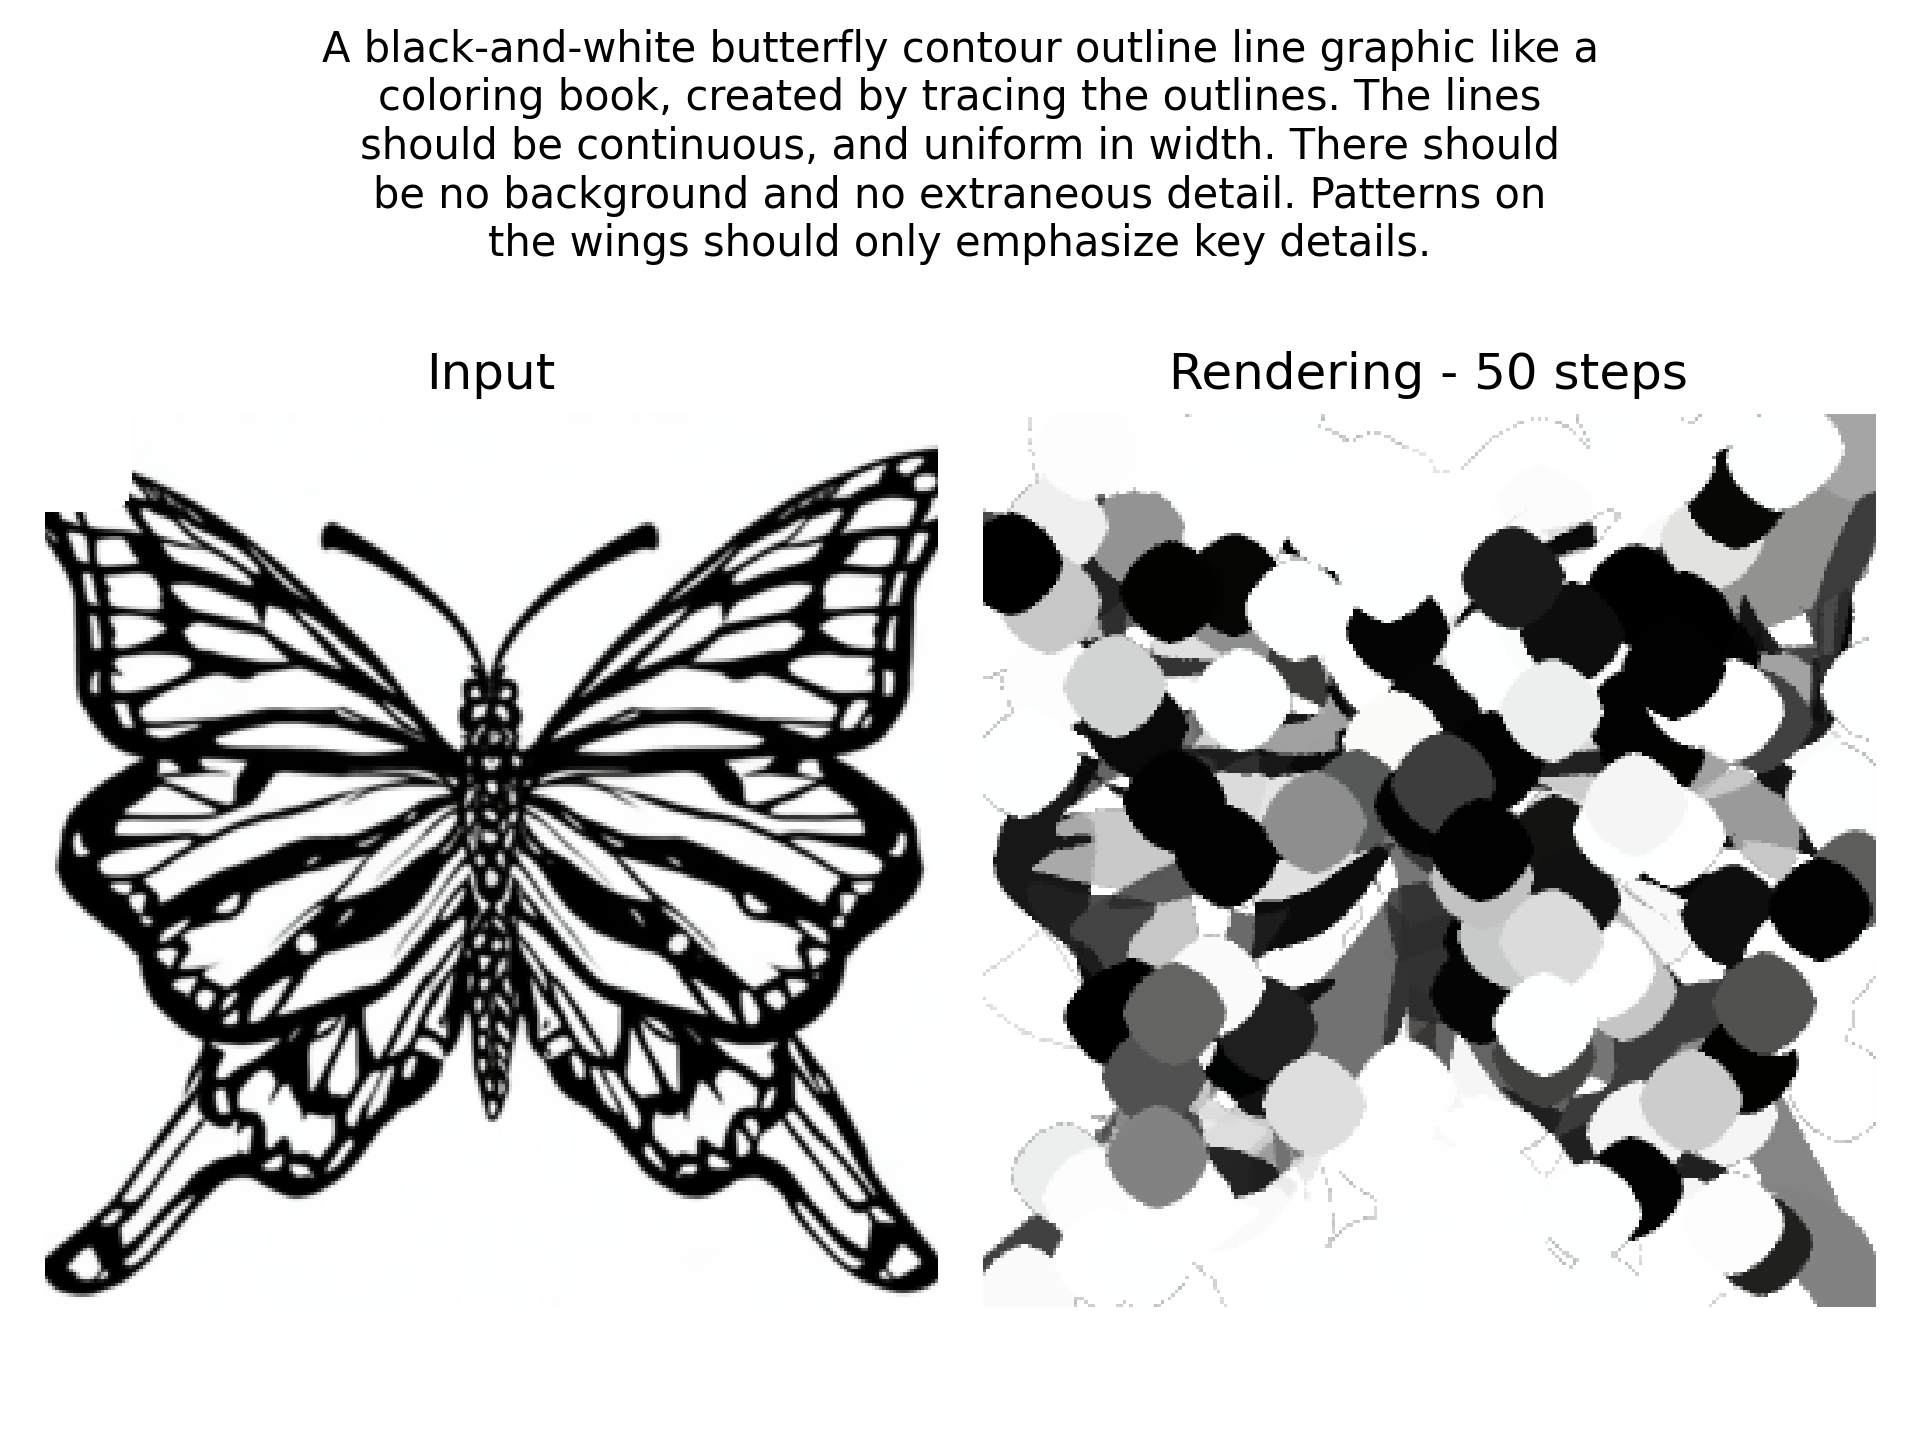 A black-and-white butterfly contour outline line graphic like a
coloring book, created by tracing the outlines. The lines
should be continuous, and uniform in width. There should
be no background and no extraneous detail. Patterns on
the wings should only emphasize key details.
Input
Rendering - 50 steps